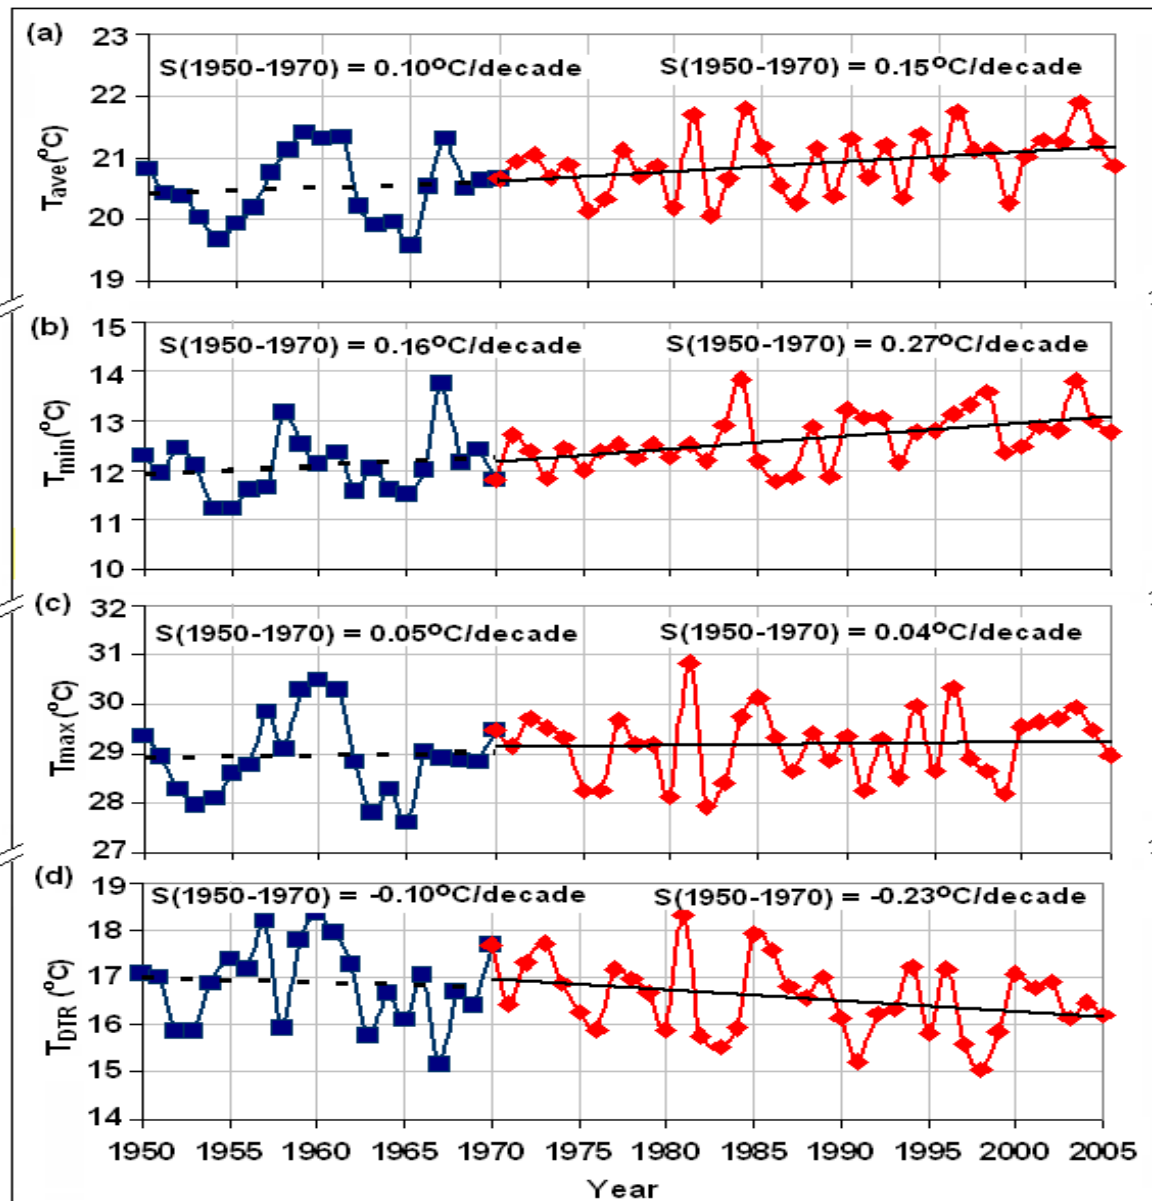 (a)
S(1950-1970) = 0.10ºC/decade
S(1950-1970) = 0.15ºC/decade
Tave(ºC)
23
22
21
20
19
(b)
S(1950-1970) = 0.16ºC/decade
S(1950-1970) = 0.27ºC/decade
Tmin(ºC)
15
14
13
12
11
10
(c)
S(1950-1970) = 0.05ºC/decade
S(1950-1970) = 0.04ºC/decade
Tmax(ºC)
32
31
30
29
28
27
(d)
S(1950-1970) = -0.10ºC/decade
S(1950-1970) = -0.23ºC/decade
TDTR (ºC)
19
18
17
16
15
14
1950 1955 1960 1965 1970 1975 1980 1985 1990 1995 2000 2005
Year